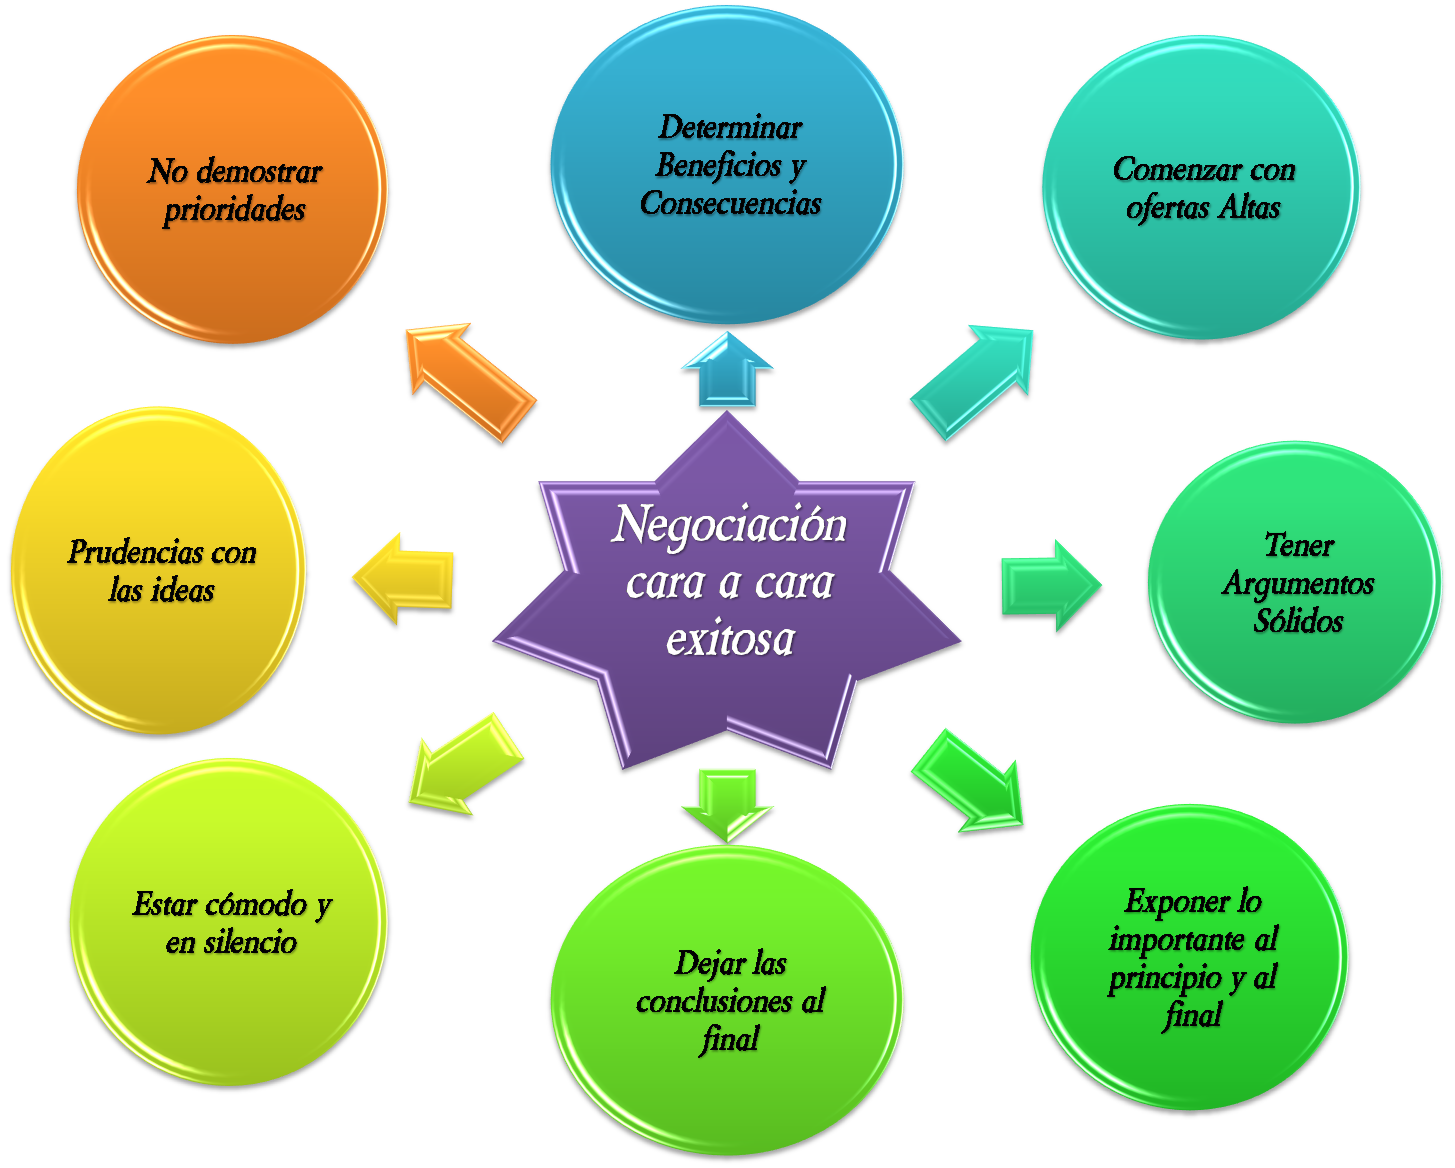 Negociación
cara a cara
exitosa
Determinar
Beneficios y
Consecuencias
Comenzar con
ofertas Altas
Tener
Argumentos
Sólidos
Exponer lo
importante al
principio y al
final
Dejar las
conclusiones al
final
Estar cómodo y
en silencio
Prudencias con
las ideas
No demostrar
prioridades